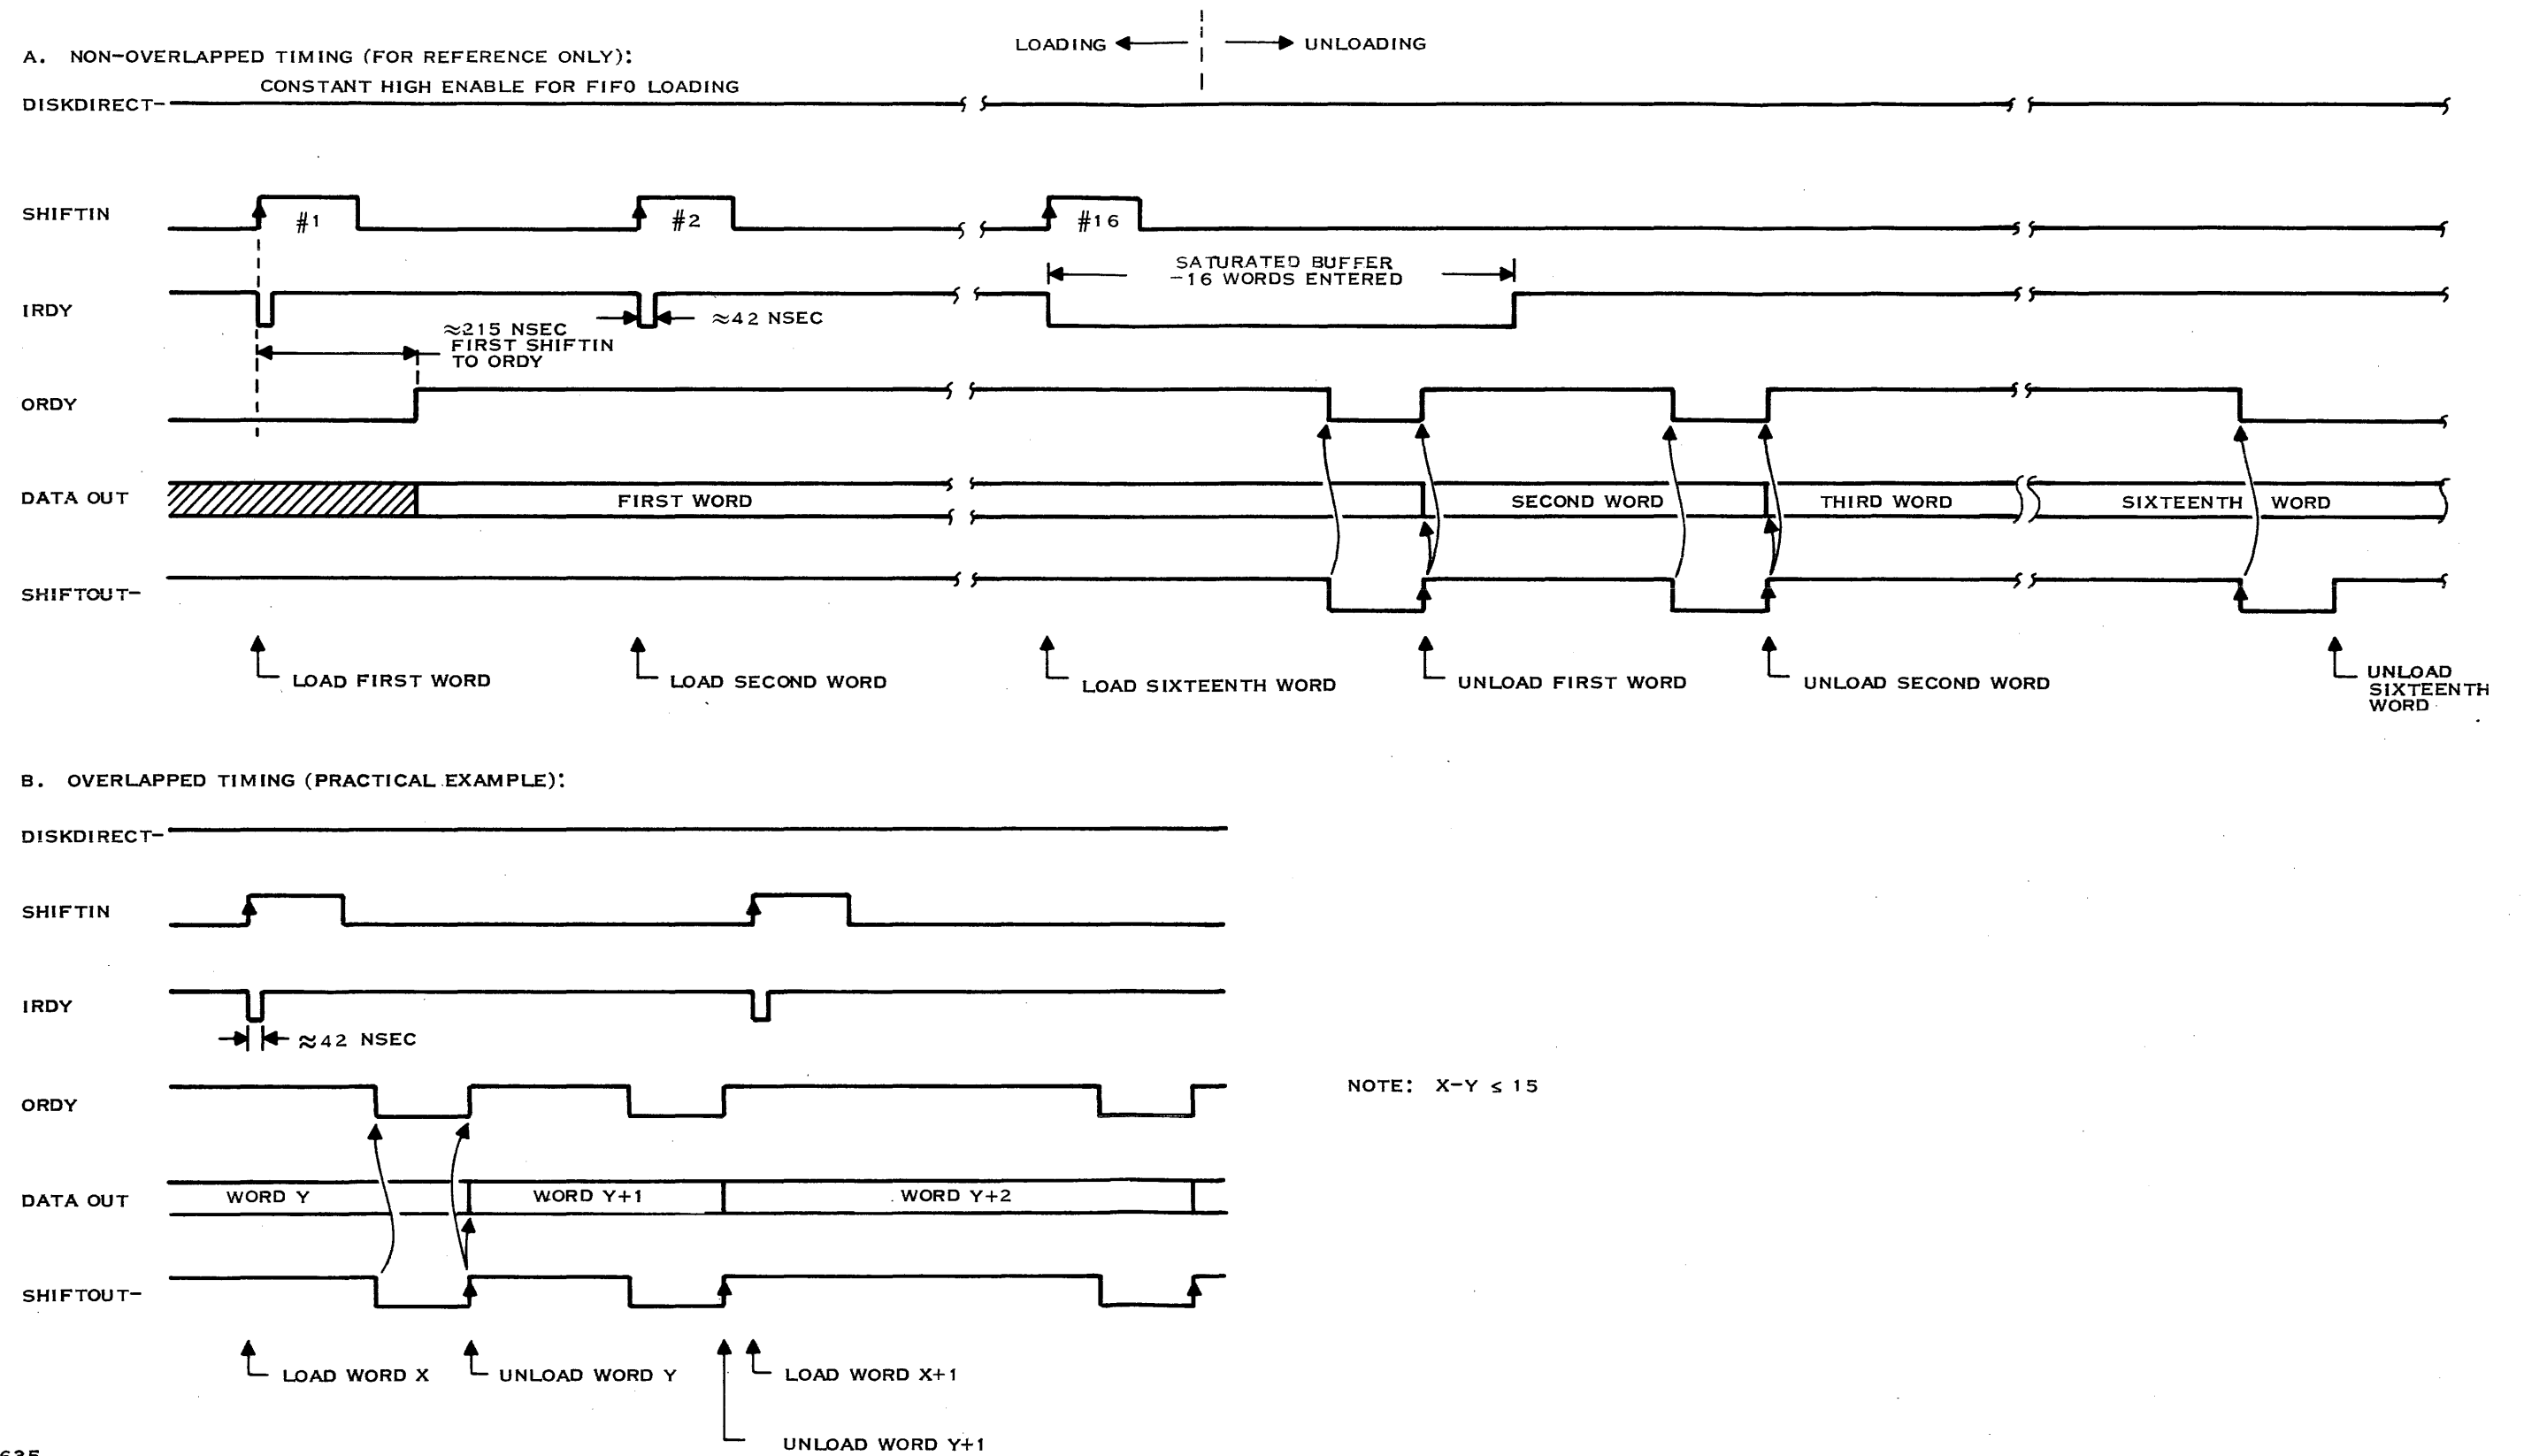 LOADING
UNLOADING
A. NON-OVERLAPPED TIMING (FOR REFERENCE ONLY):
CONSTANT HIGH ENABLE FOR FIFO LOADING
DISKDIRECT-
SHIFTIN
#1
#2
#16
SATURATED BUFFER
-16 WORDS ENTERED
IRDY
≈42 NSEC
≈215 NSEC
FIRST SHIFTIN
TO ORDY
ORDY
DATA OUT
FIRST WORD
SECOND WORD
THIRD WORD
SIXTEENTH WORD
SHIFTOUT-
LOAD FIRST WORD
LOAD SECOND WORD
LOAD SIXTEENTH WORD
UNLOAD FIRST WORD
UNLOAD SECOND WORD
UNLOAD
SIXTEENTH
WORD
B. OVERLAPPED TIMING (PRACTICAL EXAMPLE):
DISKDIRECT-
SHIFTIN
IRDY
≈42 NSEC
ORDY
NOTE: X-Y ≤ 15
DATA OUT
WORD Y
WORD Y+1
WORD Y+2
SHIFTOUT-
LOAD WORD X
UNLOAD WORD Y
LOAD WORD X+1
UNLOAD WORD Y+1